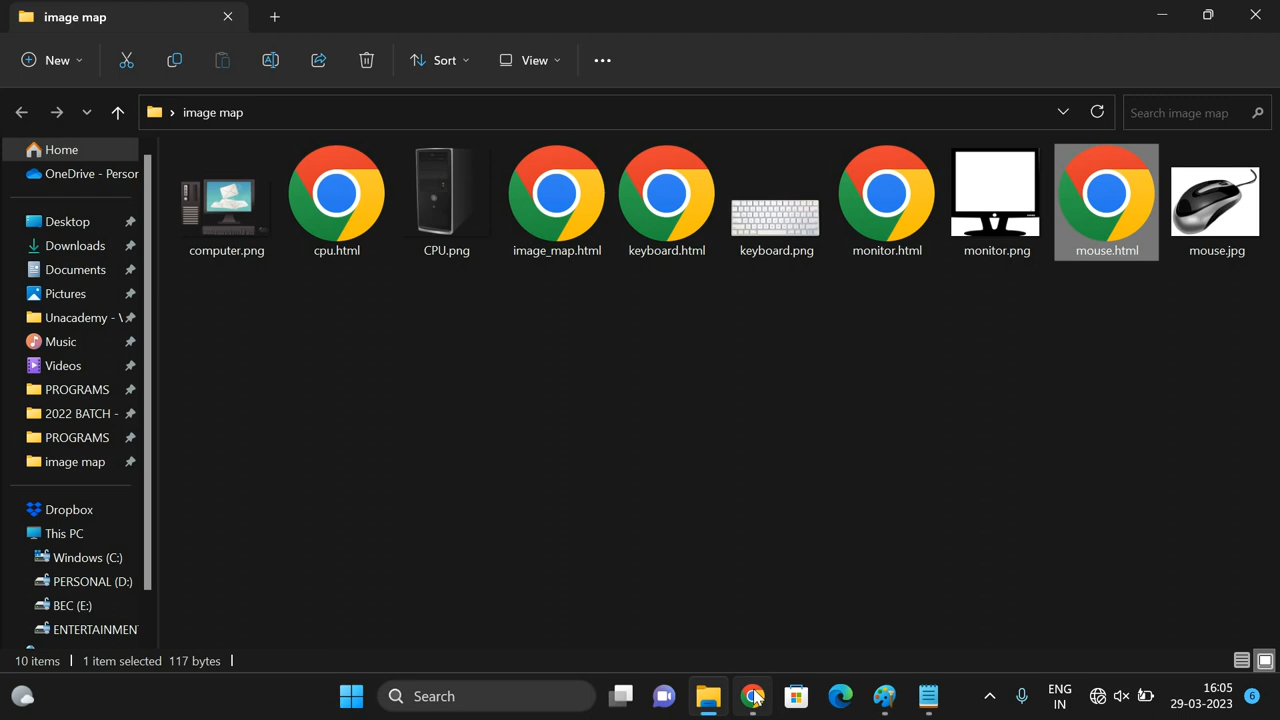 image map
New
Sort
View
image map
Search image map
Home
OneDrive - Persor
Desktop
Downloads
Documents
Pictures
Unacademy - \
Music
Videos
PROGRAMS
2022 BATCH -
PROGRAMS
image map
Dropbox
This PC
Windows (C:)
PERSONAL (D:)
BEC (E:)
ENTERTAINMEN
computer.png
cpu.html
CPU.png
image_map.html
keyboard.html
keyboard.png
monitor.html
monitor.png
mouse.html
mouse.jpg
10 items
1 item selected 117 bytes
Search
ENG
IN
16:05
29-03-2023
6